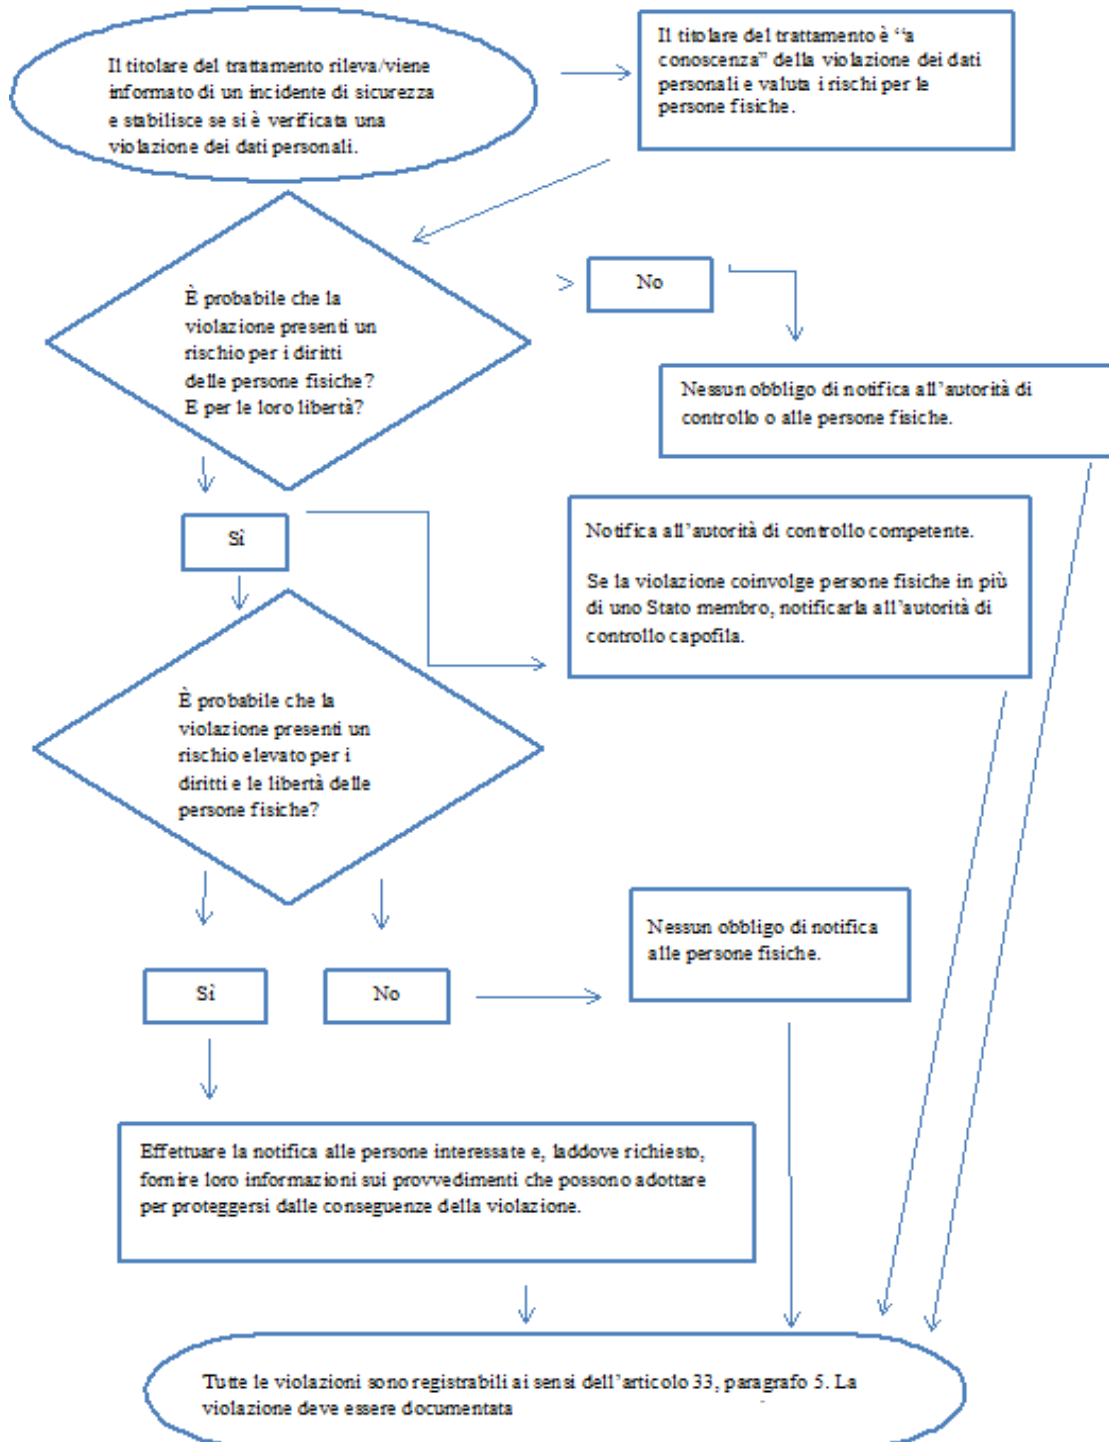 Il titolare del trattamento rileva/viene
informato di un incidente di sicurezza
e stabilisce se si è verificata una
violazione dei dati personali.
Il titolare del trattamento è “a
conoscenza” della violazione dei dati
personali e valuta i rischi per le
persone fisiche.
È probabile che la
violazione presenti un
rischio per i diritti
delle persone fisiche?
E per le loro libertà?
No
Nessun obbligo di notifica all’autorità di
controllo o alle persone fisiche.
Sì
Notifica all’autorità di controllo competente.
Se la violazione coinvolge persone fisiche in più
di uno Stato membro, notificarla all’autorità di
controllo capofila.
È probabile che la
violazione presenti un
rischio elevato per i
diritti e le libertà delle
persone fisiche?
Sì
No
Nessun obbligo di notifica
alle persone fisiche.
Effettuare la notifica alle persone interessate e, laddove richiesto,
fornire loro informazioni sui provvedimenti che possono adottare
per proteggersi dalle conseguenze della violazione.
Tutte le violazioni sono registrabili ai sensi dell’articolo 33, paragrafo 5. La
violazione deve essere documentata